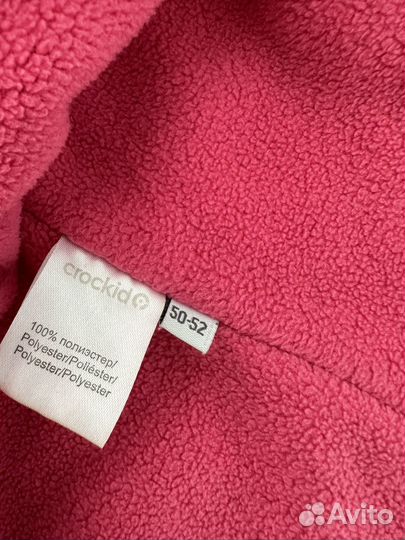 crockid
100% полиэстер/
Polyester/Poliéster/
Polyester/Polyester
50-52
Avito